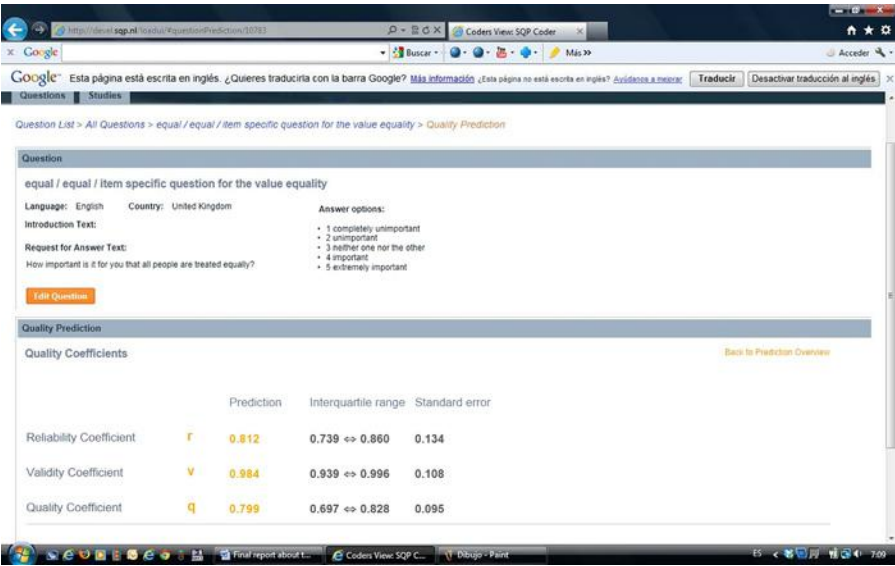 http://devel.sqp.nl/loadui/#questionPrediction/10783
Coders View: SQP Coder
Google Buscar Más » Acceder
Google Esta página está escrita en inglés. ¿Quieres traducirla con la barra Google? Más información ¿Esta página no está escrita en inglés? Ayúdanos a mejorar Traducir Desactivar traducción al inglés
Questions Studies
Question List > All Questions > equal / equal / item specific question for the value equality > Quality Prediction
Question
equal / equal / item specific question for the value equality
Language: English Country: United Kingdom
Answer options:
Introduction Text:
1 completely unimportant
2 unimportant
3 neither one nor the other
4 important
5 extremely important
Request for Answer Text:
How important is it for you that all people are treated equally?
Edit Question
Quality Prediction
Quality Coefficients Back to Prediction Overview
Prediction Interquartile range Standard error
Reliability Coefficient r 0.812 0.739 ⇔ 0.860 0.134
Validity Coefficient v 0.984 0.939 ⇔ 0.996 0.108
Quality Coefficient q 0.799 0.697 ⇔ 0.828 0.095
Final report about t... Coders View: SQP C... Dibujo - Paint ES 7:09